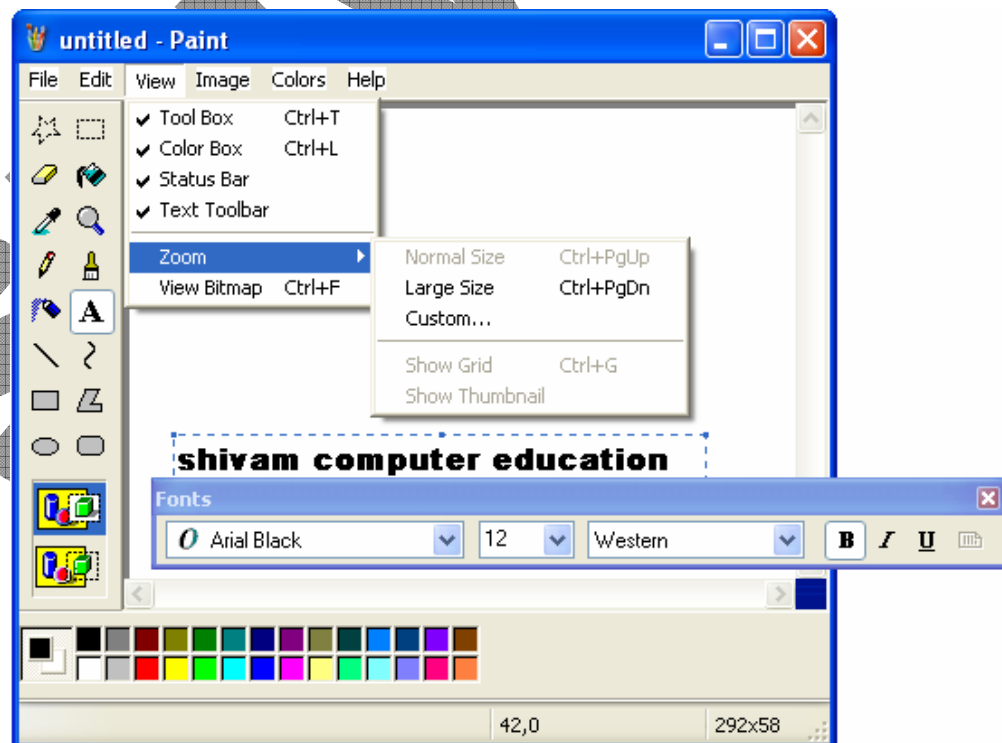 untitled - Paint
File Edit View Image Colors Help
Tool Box Ctrl+T
Color Box Ctrl+L
Status Bar
Text Toolbar
Zoom
View Bitmap Ctrl+F
Normal Size Ctrl+PgUp
Large Size Ctrl+PgDn
Custom...
Show Grid Ctrl+G
Show Thumbnail
A
shivam computer education
Fonts
O Arial Black 12 Western B I U
42,0 292x58